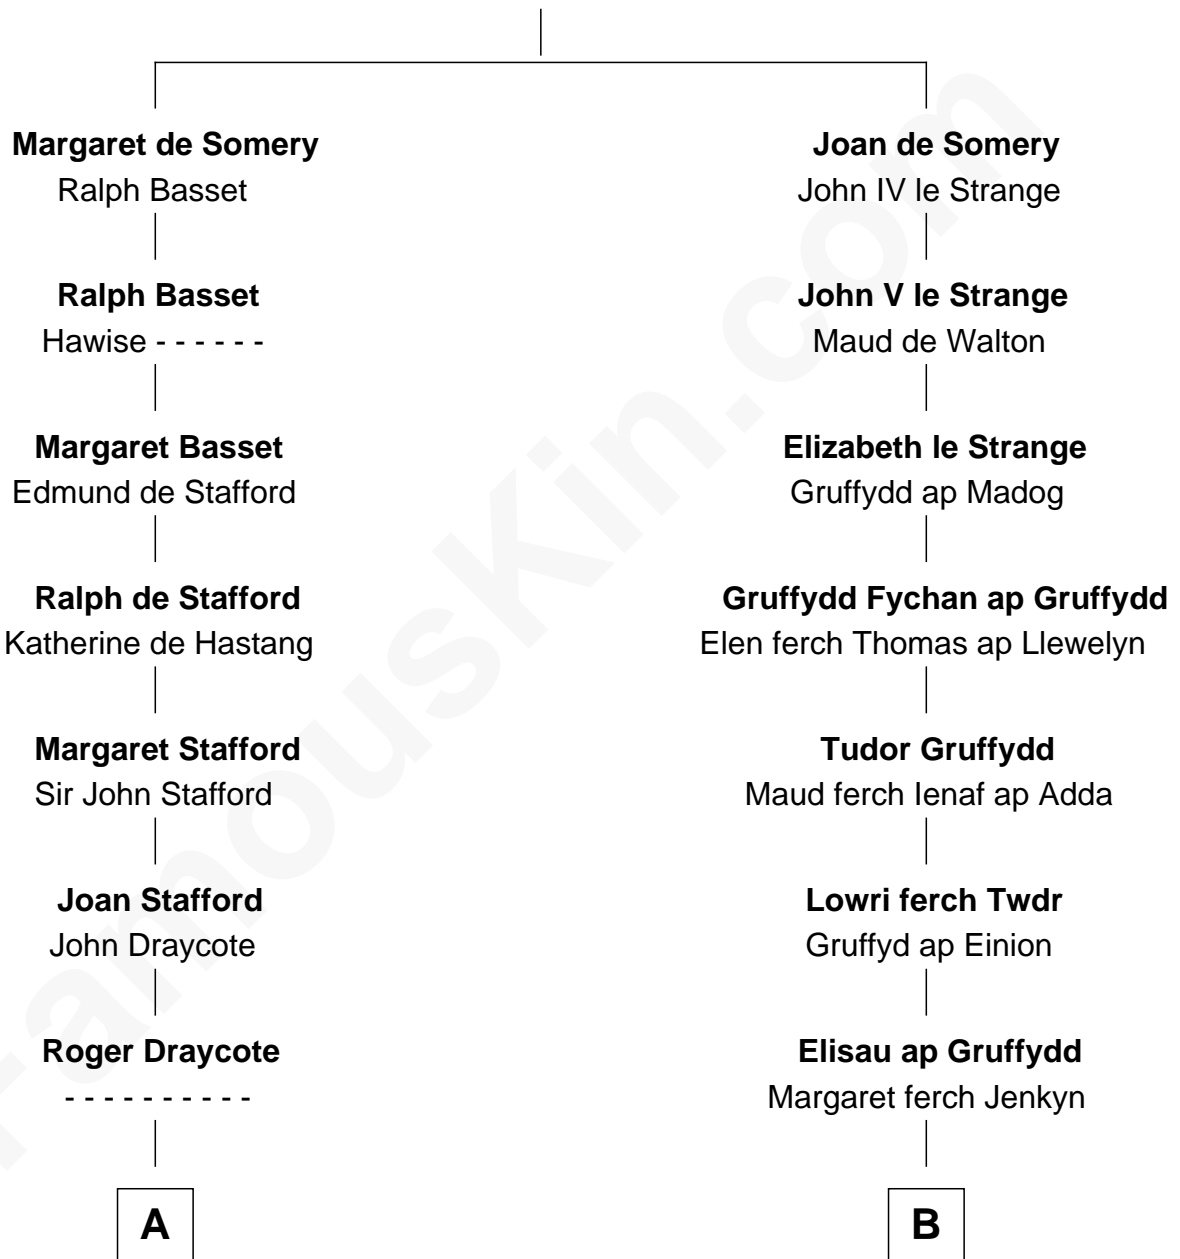 Margaret de Somery
Ralph Basset
Ralph Basset
Hawise - - - - - -
Margaret Basset
Edmund de Stafford
Ralph de Stafford
Katherine de Hastang
Margaret Stafford
Sir John Stafford
Joan Stafford
John Draycote
Roger Draycote
- - - - - - - - - -
A
Joan de Somery
John IV le Strange
John V le Strange
Maud de Walton
Elizabeth le Strange
Gruffydd ap Madog
Gruffydd Fychan ap Gruffydd
Elen ferch Thomas ap Llewelyn
Tudor Gruffydd
Maud ferch Ienaf ap Adda
Lowri ferch Twdr
Gruffyd ap Einion
Elisau ap Gruffydd
Margaret ferch Jenkyn
B
FamousKin.com